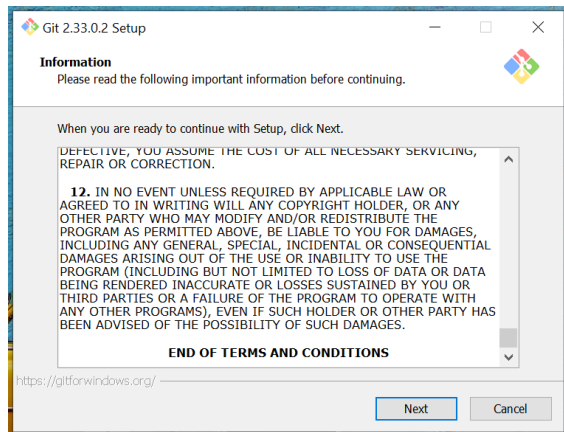 Git 2.33.0.2 Setup
Information
Please read the following important information before continuing.
When you are ready to continue with Setup, click Next.
DEFECTIVE, YOU ASSUME THE COST OF ALL NECESSARY SERVICING,
REPAIR OR CORRECTION.
12. IN NO EVENT UNLESS REQUIRED BY APPLICABLE LAW OR
AGREED TO IN WRITING WILL ANY COPYRIGHT HOLDER, OR ANY
OTHER PARTY WHO MAY MODIFY AND/OR REDISTRIBUTE THE
PROGRAM AS PERMITTED ABOVE, BE LIABLE TO YOU FOR DAMAGES,
INCLUDING ANY GENERAL, SPECIAL, INCIDENTAL OR CONSEQUENTIAL
DAMAGES ARISING OUT OF THE USE OR INABILITY TO USE THE
PROGRAM (INCLUDING BUT NOT LIMITED TO LOSS OF DATA OR DATA
BEING RENDERED INACCURATE OR LOSSES SUSTAINED BY YOU OR
THIRD PARTIES OR A FAILURE OF THE PROGRAM TO OPERATE WITH
ANY OTHER PROGRAMS), EVEN IF SUCH HOLDER OR OTHER PARTY HAS
BEEN ADVISED OF THE POSSIBILITY OF SUCH DAMAGES.
END OF TERMS AND CONDITIONS
https://gitforwindows.org/
Next Cancel